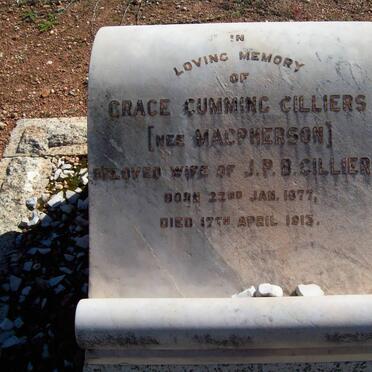 IN
LOVING MEMORY
OF
GRACE CUMMING CILLIERS
[NEE MACPHERSON]
BELOVED WIFE OF J.P.B. CILLIER
BORN 22ND JAN. 1877,
DIED 17TH APRIL 1913.